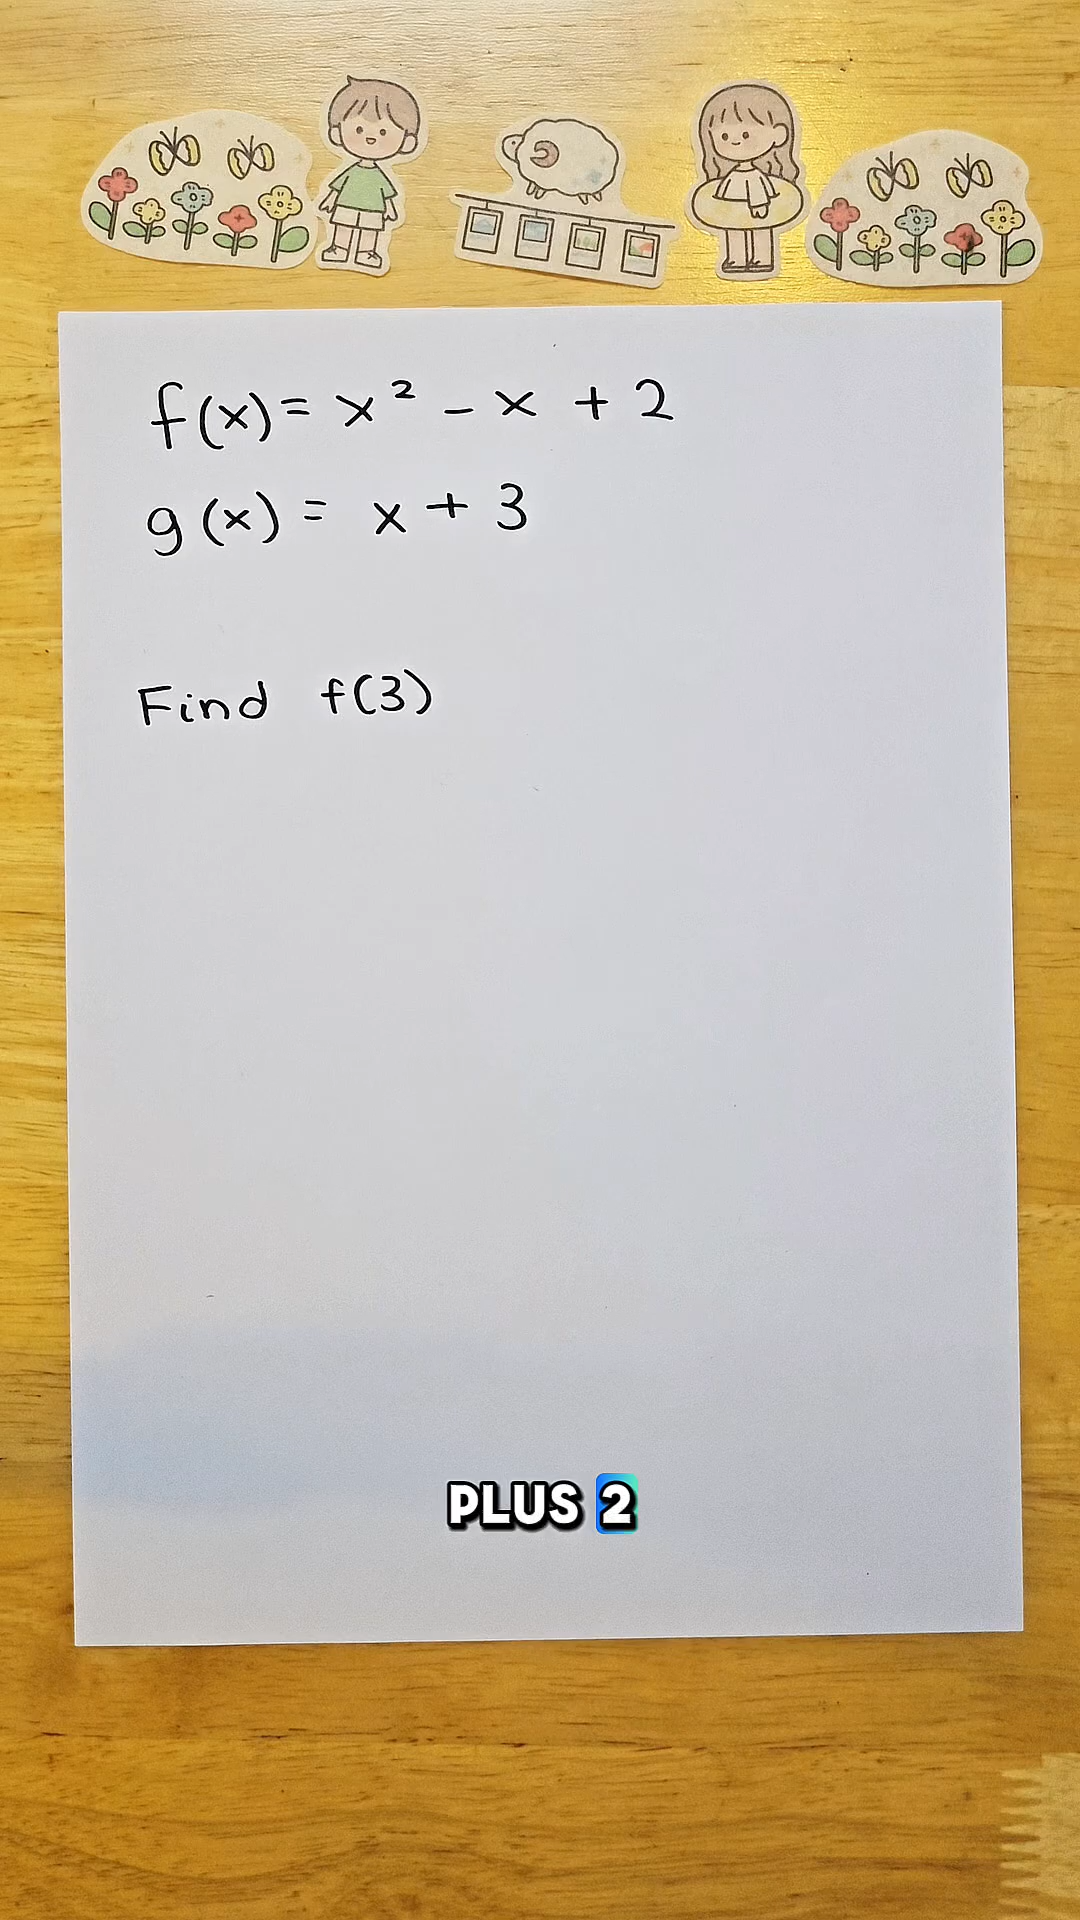 f(x) = x² - x + 2
g(x) = x + 3
Find f(3)
PLUS 2